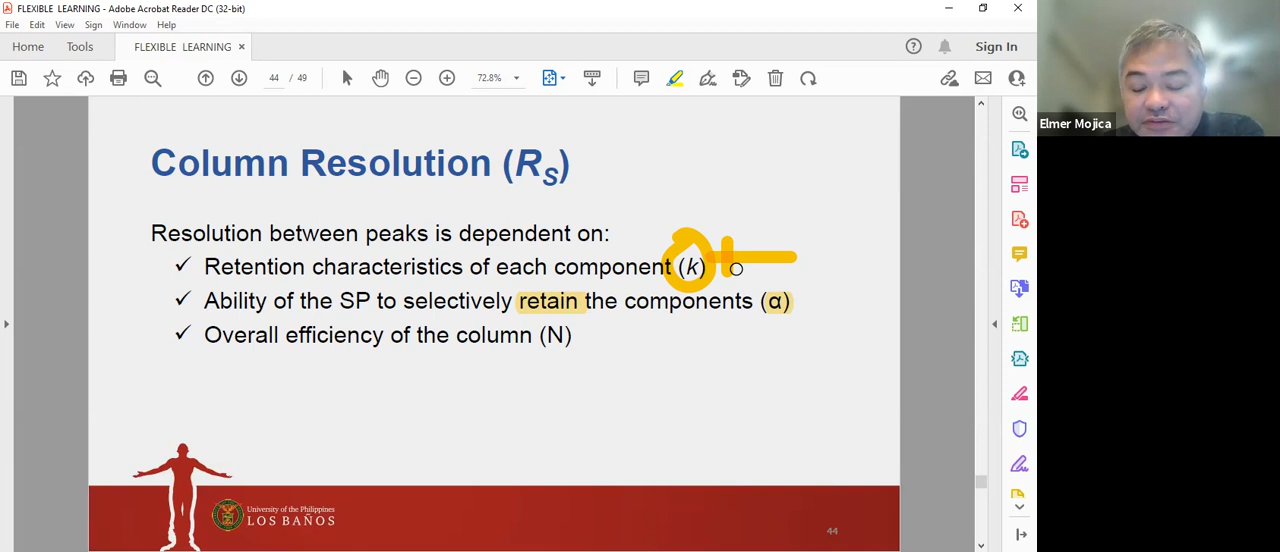 FLEXIBLE LEARNING - Adobe Acrobat Reader DC (32-bit)
File Edit View Sign Window Help
Home Tools FLEXIBLE LEARNING × Sign In
44 / 49 72.8%
Elmer Mojica
Column Resolution (RS)
Resolution between peaks is dependent on:
✓ Retention characteristics of each component (k)
✓ Ability of the SP to selectively retain the components (α)
✓ Overall efficiency of the column (N)
University of the Philippines
LOS BAÑOS
44